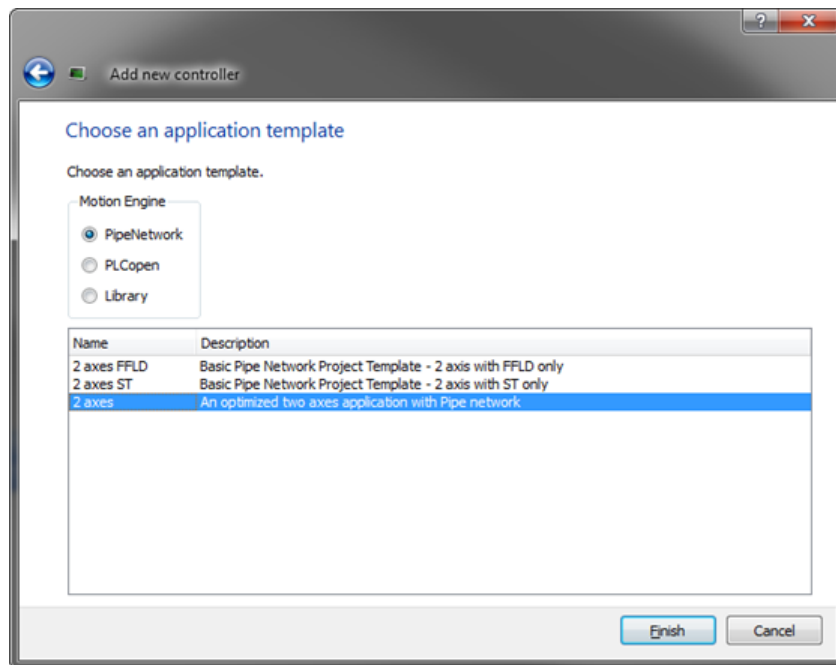 Add new controller
Choose an application template
Choose an application template.
Motion Engine
PipeNetwork
PLCopen
Library
Name Description
2 axes FFLD Basic Pipe Network Project Template - 2 axis with FFLD only
2 axes ST Basic Pipe Network Project Template - 2 axis with ST only
2 axes An optimized two axes application with Pipe network
Finish Cancel